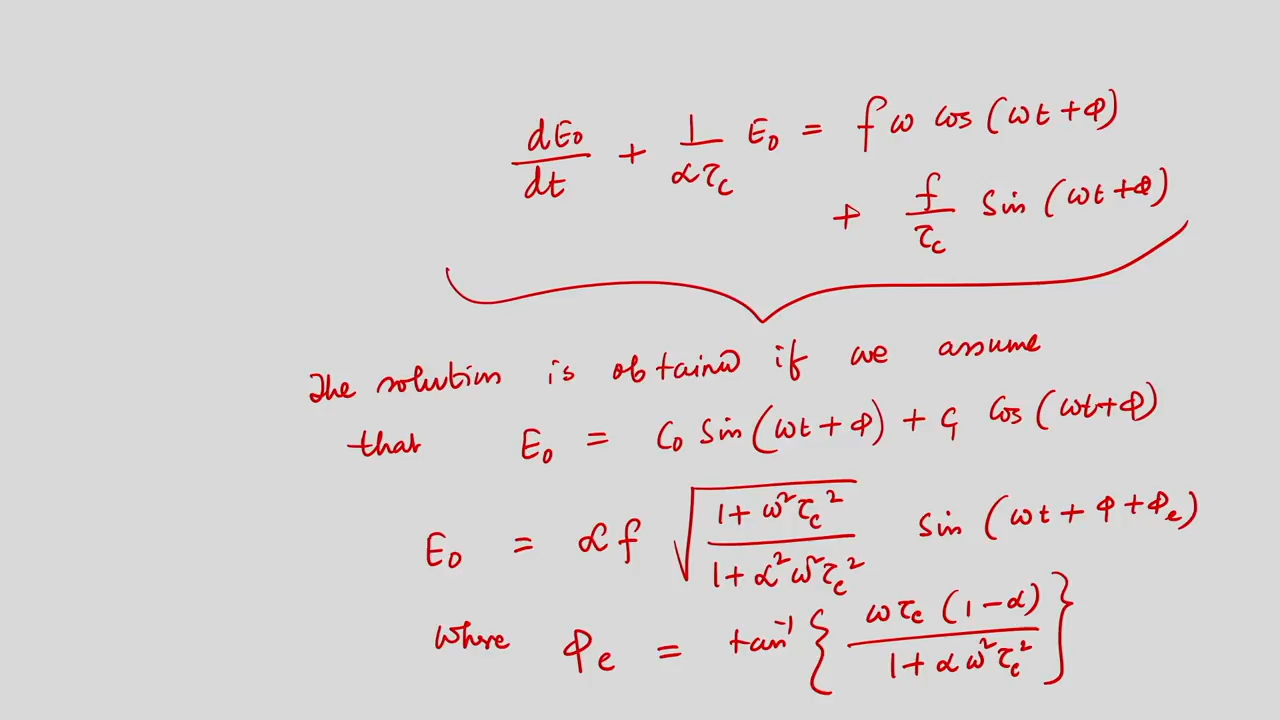 dE₀/dt + 1/(ατ_c) E₀ = fω cos(ωt+Φ)
+ f/τ_c sin(ωt+Φ)
The solution is obtained if we assume
that E₀ = C₀ sin(ωt+Φ) + C₁ cos(ωt+Φ)
E₀ = αf √((1+ω²τ_c²)/(1+α²ω²τ_c²)) sin(ωt+Φ+Φ_e)
where Φ_e = tan⁻¹{ωτ_c(1-α)/(1+αω²τ_c²)}